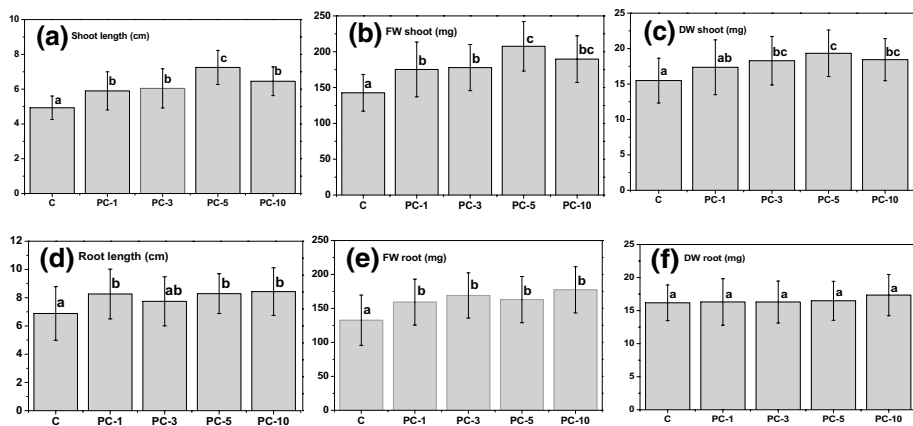 (a) Shoot length (cm)
10
8
6
4
2
0
a
b
b
c
b
C PC-1 PC-3 PC-5 PC-10
(b) FW shoot (mg)
250
200
150
100
50
0
a
b
b
c
bc
C PC-1 PC-3 PC-5 PC-10
(c) DW shoot (mg)
25
20
15
10
5
0
a
ab
bc
c
bc
C PC-1 PC-3 PC-5 PC-10
(d) Root length (cm)
12
10
8
6
4
2
0
a
b
ab
b
b
C PC-1 PC-3 PC-5 PC-10
(e) FW root (mg)
250
200
150
100
50
0
a
b
b
b
b
C PC-1 PC-3 PC-5 PC-10
(f) DW root (mg)
25
20
15
10
5
0
a
a
a
a
a
C PC-1 PC-3 PC-5 PC-10